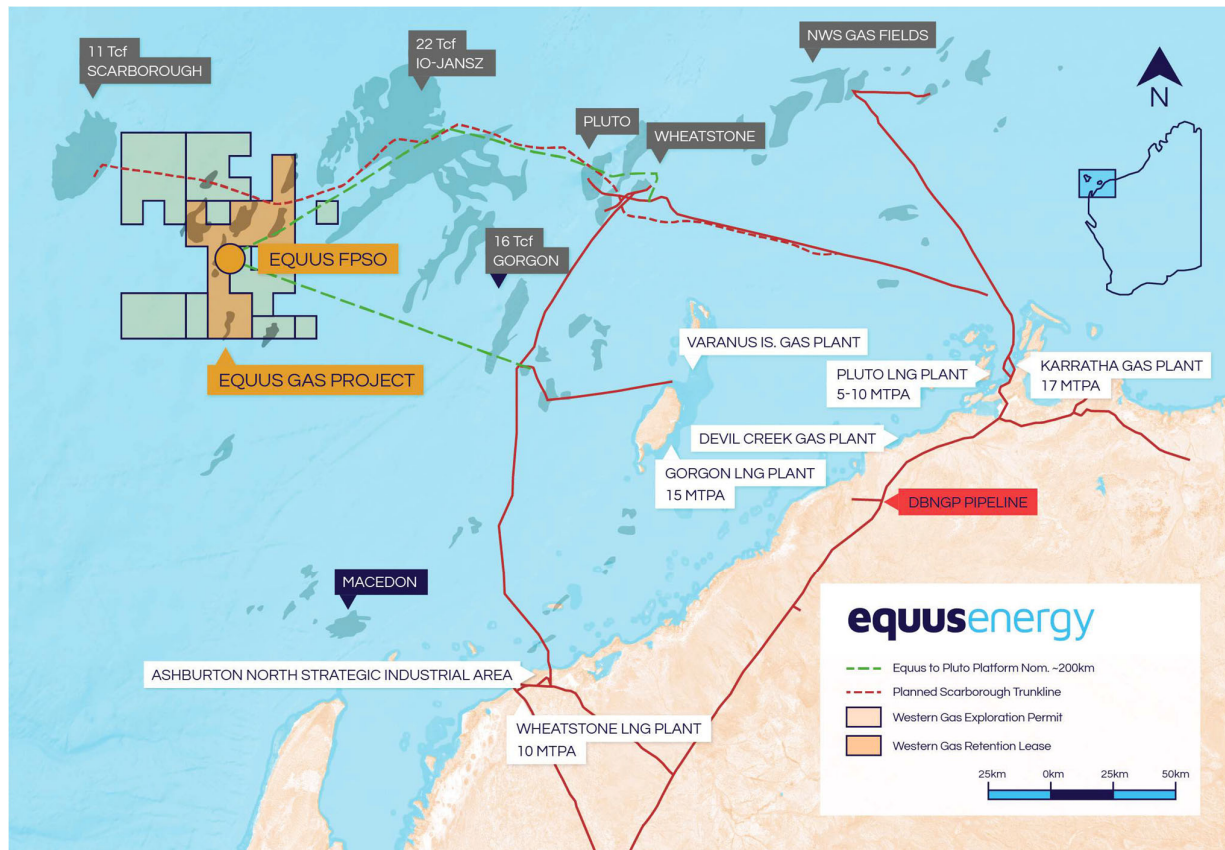 11 Tcf
SCARBOROUGH
22 Tcf
IO-JANSZ
NWS GAS FIELDS
N
PLUTO
WHEATSTONE
16 Tcf
GORGON
EQUUS FPSO
EQUUS GAS PROJECT
VARANUS IS. GAS PLANT
PLUTO LNG PLANT
5-10 MTPA
KARRATHA GAS PLANT
17 MTPA
DEVIL CREEK GAS PLANT
GORGON LNG PLANT
15 MTPA
DBNGP PIPELINE
MACEDON
ASHBURTON NORTH STRATEGIC INDUSTRIAL AREA
WHEATSTONE LNG PLANT
10 MTPA
equusenergy
Equus to Pluto Platform Nom. ~200km
Planned Scarborough Trunkline
Western Gas Exploration Permit
Western Gas Retention Lease
25km 0km 25km 50km